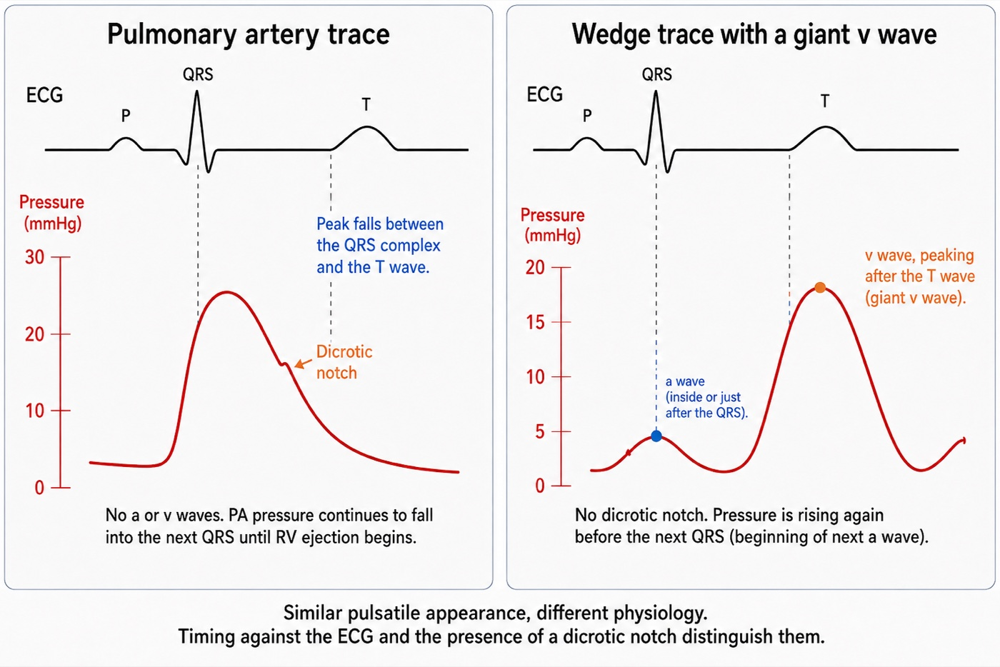 Pulmonary artery trace
ECG
P
QRS
T
Pressure
(mmHg)
30
20
10
0
Peak falls between
the QRS complex
and the T wave.
Dicrotic
notch
No a or v waves. PA pressure continues to fall
into the next QRS until RV ejection begins.
Wedge trace with a giant v wave
ECG
P
QRS
T
Pressure
(mmHg)
20
15
10
5
0
v wave, peaking
after the T wave
(giant v wave).
a wave
(inside or just
after the QRS).
No dicrotic notch. Pressure is rising again
before the next QRS (beginning of next a wave).
Similar pulsatile appearance, different physiology.
Timing against the ECG and the presence of a dicrotic notch distinguish them.